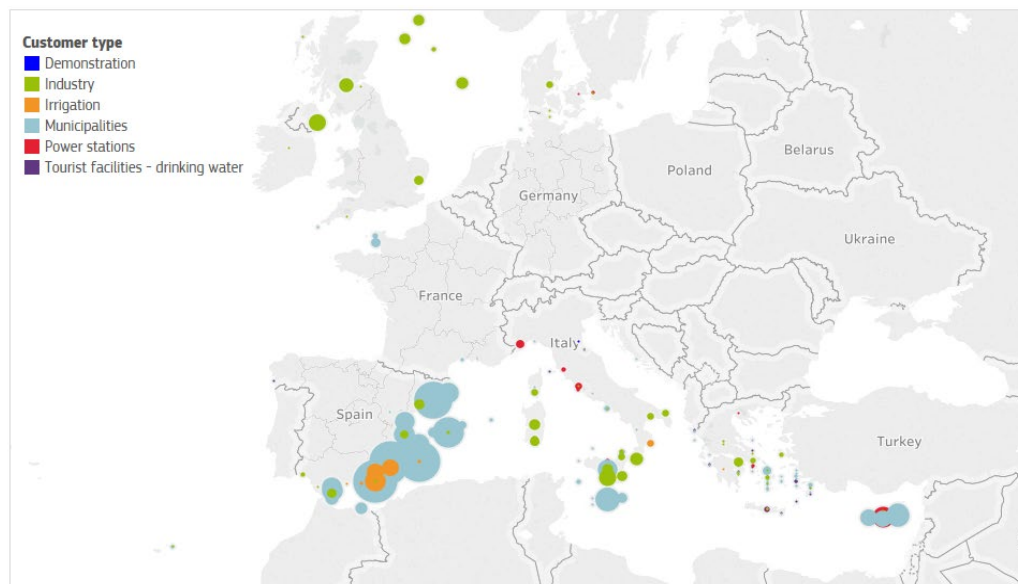 Customer type
Demonstration
Industry
Irrigation
Municipalities
Power stations
Tourist facilities - drinking water
Poland
Belarus
Germany
Ukraine
France
Italy
Spain
Turkey